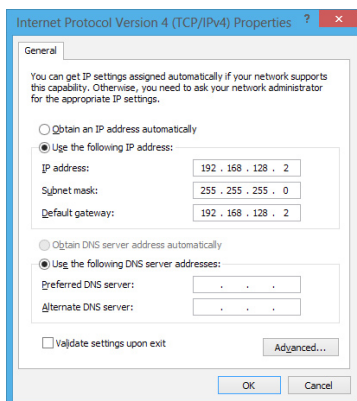 Internet Protocol Version 4 (TCP/IPv4) Properties ? ×
General
You can get IP settings assigned automatically if your network supports
this capability. Otherwise, you need to ask your network administrator
for the appropriate IP settings.
Obtain an IP address automatically
Use the following IP address:
IP address: 192 . 168 . 128 . 2
Subnet mask: 255 . 255 . 255 . 0
Default gateway: 192 . 168 . 128 . 2
Obtain DNS server address automatically
Use the following DNS server addresses:
Preferred DNS server: . . .
Alternate DNS server: . . .
Validate settings upon exit
Advanced...
OK Cancel